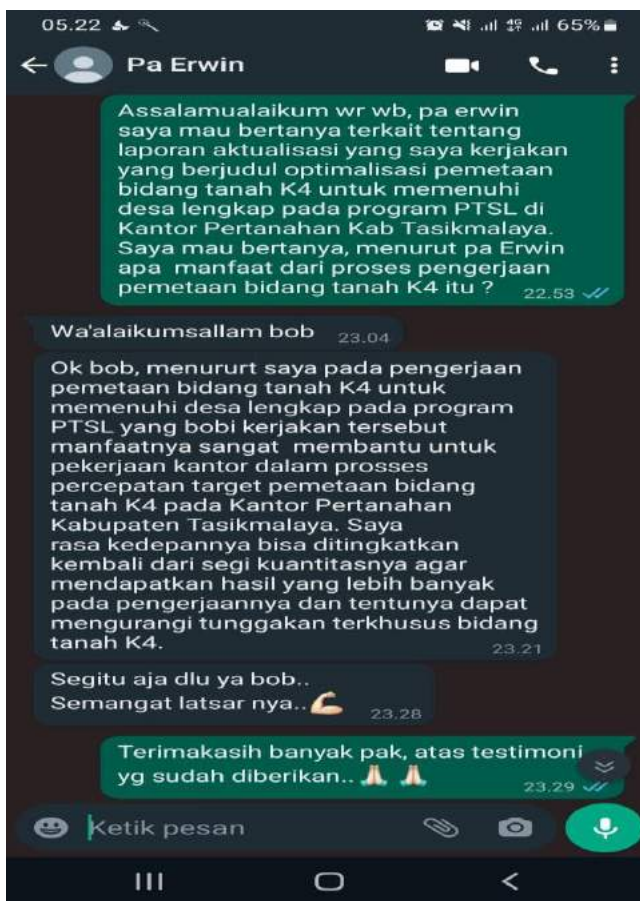 05.22
4G
65%
Pa Erwin
Assalamualaikum wr wb, pa erwin
saya mau bertanya terkait tentang
laporan aktualisasi yang saya kerjakan
yang berjudul optimalisasi pemetaan
bidang tanah K4 untuk memenuhi
desa lengkap pada program PTSL di
Kantor Pertanahan Kab Tasikmalaya.
Saya mau bertanya, menurut pa Erwin
apa manfaat dari proses pengerjaan
pemetaan bidang tanah K4 itu ?
22.53
Wa'alaikumsallam bob
23.04
Ok bob, menururt saya pada pengerjaan
pemetaan bidang tanah K4 untuk
memenuhi desa lengkap pada program
PTSL yang bobi kerjakan tersebut
manfaatnya sangat membantu untuk
pekerjaan kantor dalam prosses
percepatan target pemetaan bidang
tanah K4 pada Kantor Pertanahan
Kabupaten Tasikmalaya. Saya
rasa kedepannya bisa ditingkatkan
kembali dari segi kuantitasnya agar
mendapatkan hasil yang lebih banyak
pada pengerjaannya dan tentunya dapat
mengurangi tunggakan terkhusus bidang
tanah K4.
23.21
Segitu aja dlu ya bob..
Semangat latsar nya..💪🏻
23.28
Terimakasih banyak pak, atas testimoni
yg sudah diberikan.. 🙏🏻 🙏🏻
23.29
Ketik pesan